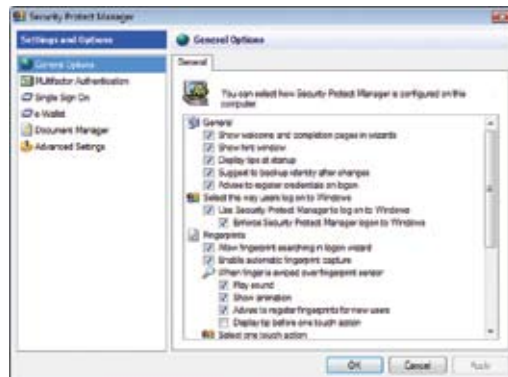 Security Protect Manager
Settings and Options
General Options
Multifactor Authentication
Single Sign On
e-Wallet
Document Manager
Advanced Settings
General Options
General
You can select how Security Protect Manager is configured on this
computer
General
Show welcome and completion pages in wizards
Show hint window
Display tips at startup
Suggest to backup identity after changes
Advise to register credentials on logon
Select the way users log on to Windows
Use Security Protect Manager to log on to Windows
Enforce Security Protect Manager logon to Windows
Fingerprints
Allow fingerprint searching in logon wizard
Enable automatic fingerprint capture
When finger is swiped over fingerprint sensor
Play sound
Show animation
Advise to register fingerprints for new users
Display tip before one touch action
Select one touch action
OK
Cancel
Apply